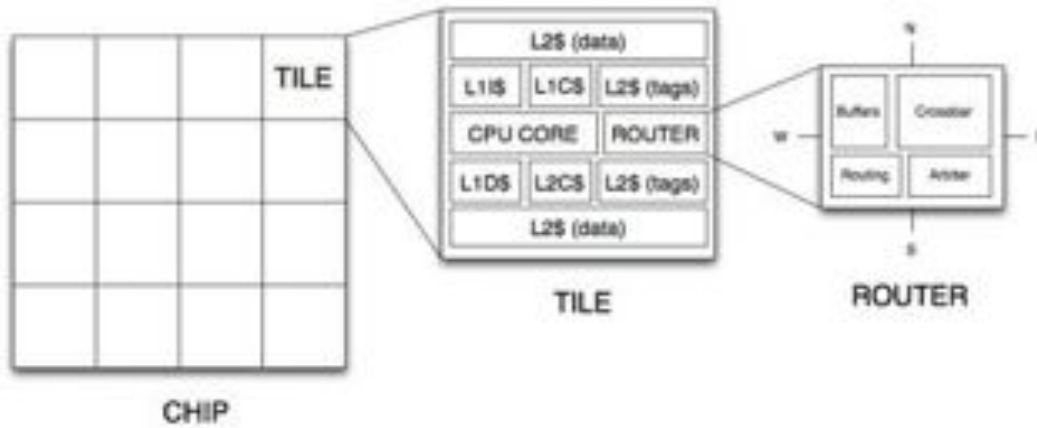 TILE
CHIP
L2$ (data)
L1I$ L1C$ L2$ (tags)
CPU CORE ROUTER
L1D$ L2C$ L2$ (tags)
L2$ (data)
TILE
N
Buffers Crossbar
W
Routing Arbiter
S
ROUTER